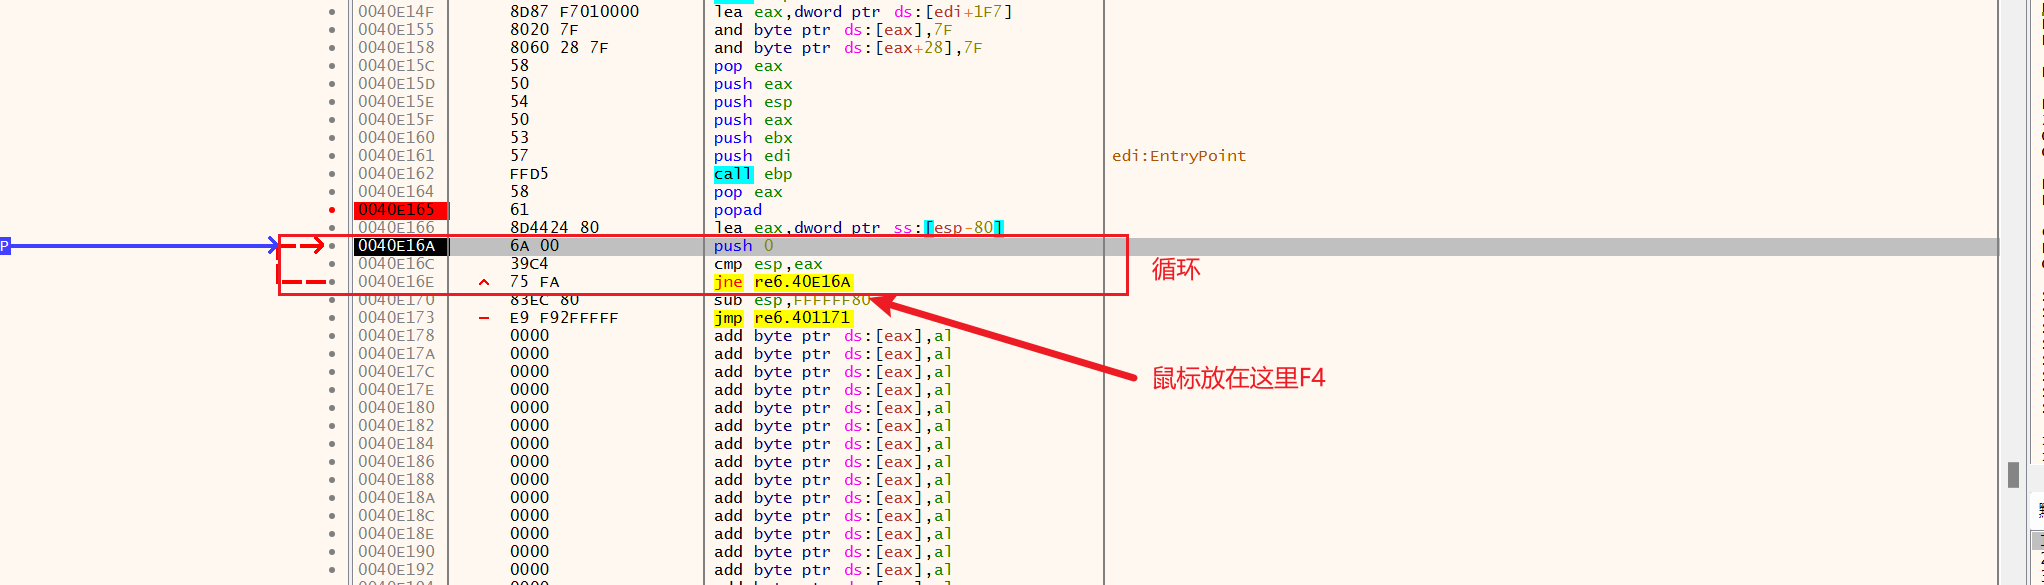 0040E14F 8D87 F7010000 lea eax,dword ptr ds:[edi+1F7]
0040E155 8020 7F and byte ptr ds:[eax],7F
0040E158 8060 28 7F and byte ptr ds:[eax+28],7F
0040E15C 58 pop eax
0040E15D 50 push eax
0040E15E 54 push esp
0040E15F 50 push eax
0040E160 53 push ebx
0040E161 57 push edi edi:EntryPoint
0040E162 FFD5 call ebp
0040E164 58 pop eax
0040E165 61 popad
0040E166 8D4424 80 lea eax,dword ptr ss:[esp-80]
P 0040E16A 6A 00 push 0
0040E16C 39C4 cmp esp,eax 循环
0040E16E 75 FA jne re6.40E16A
0040E170 83EC 80 sub esp,FFFFFF80
0040E173 E9 F92FFFFF jmp re6.401171
0040E178 0000 add byte ptr ds:[eax],al
0040E17A 0000 add byte ptr ds:[eax],al
0040E17C 0000 add byte ptr ds:[eax],al 鼠标放在这里F4
0040E17E 0000 add byte ptr ds:[eax],al
0040E180 0000 add byte ptr ds:[eax],al
0040E182 0000 add byte ptr ds:[eax],al
0040E184 0000 add byte ptr ds:[eax],al
0040E186 0000 add byte ptr ds:[eax],al
0040E188 0000 add byte ptr ds:[eax],al
0040E18A 0000 add byte ptr ds:[eax],al
0040E18C 0000 add byte ptr ds:[eax],al
0040E18E 0000 add byte ptr ds:[eax],al
0040E190 0000 add byte ptr ds:[eax],al
0040E192 0000 add byte ptr ds:[eax],al